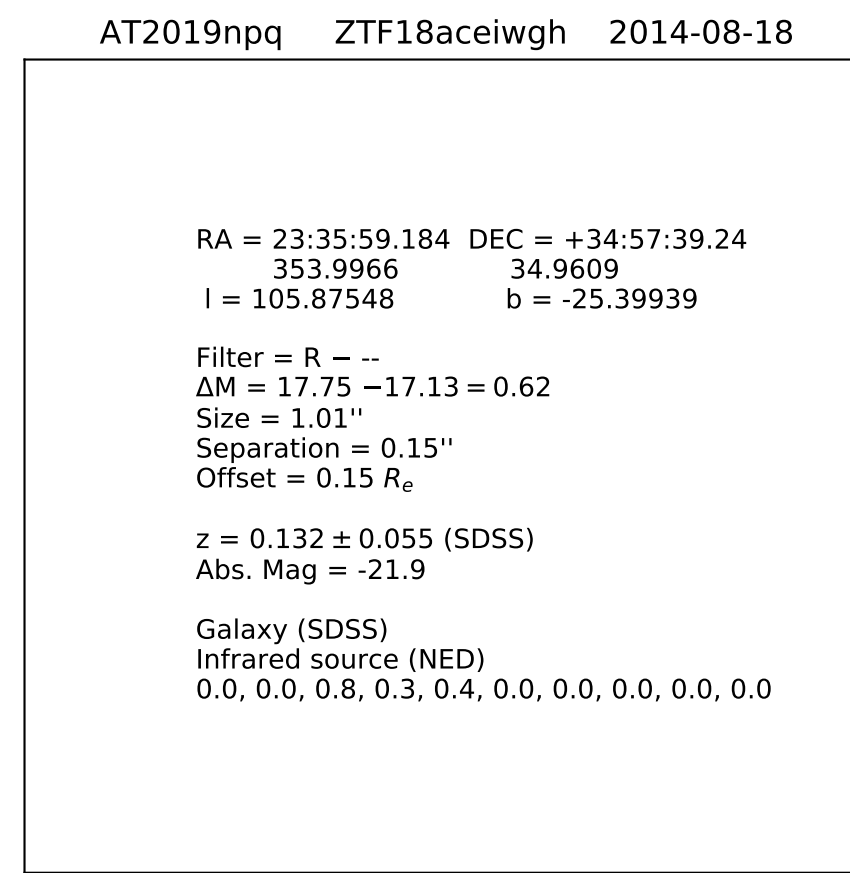 AT2019npq ZTF18aceiwgh 2014-08-18
RA = 23:35:59.184 DEC = +34:57:39.24
353.9966 34.9609
l = 105.87548 b = -25.39939
Filter = R − --
ΔM = 17.75 −17.13 = 0.62
Size = 1.01''
Separation = 0.15''
Offset = 0.15 Rₑ
z = 0.132 ± 0.055 (SDSS)
Abs. Mag = -21.9
Galaxy (SDSS)
Infrared source (NED)
0.0, 0.0, 0.8, 0.3, 0.4, 0.0, 0.0, 0.0, 0.0, 0.0